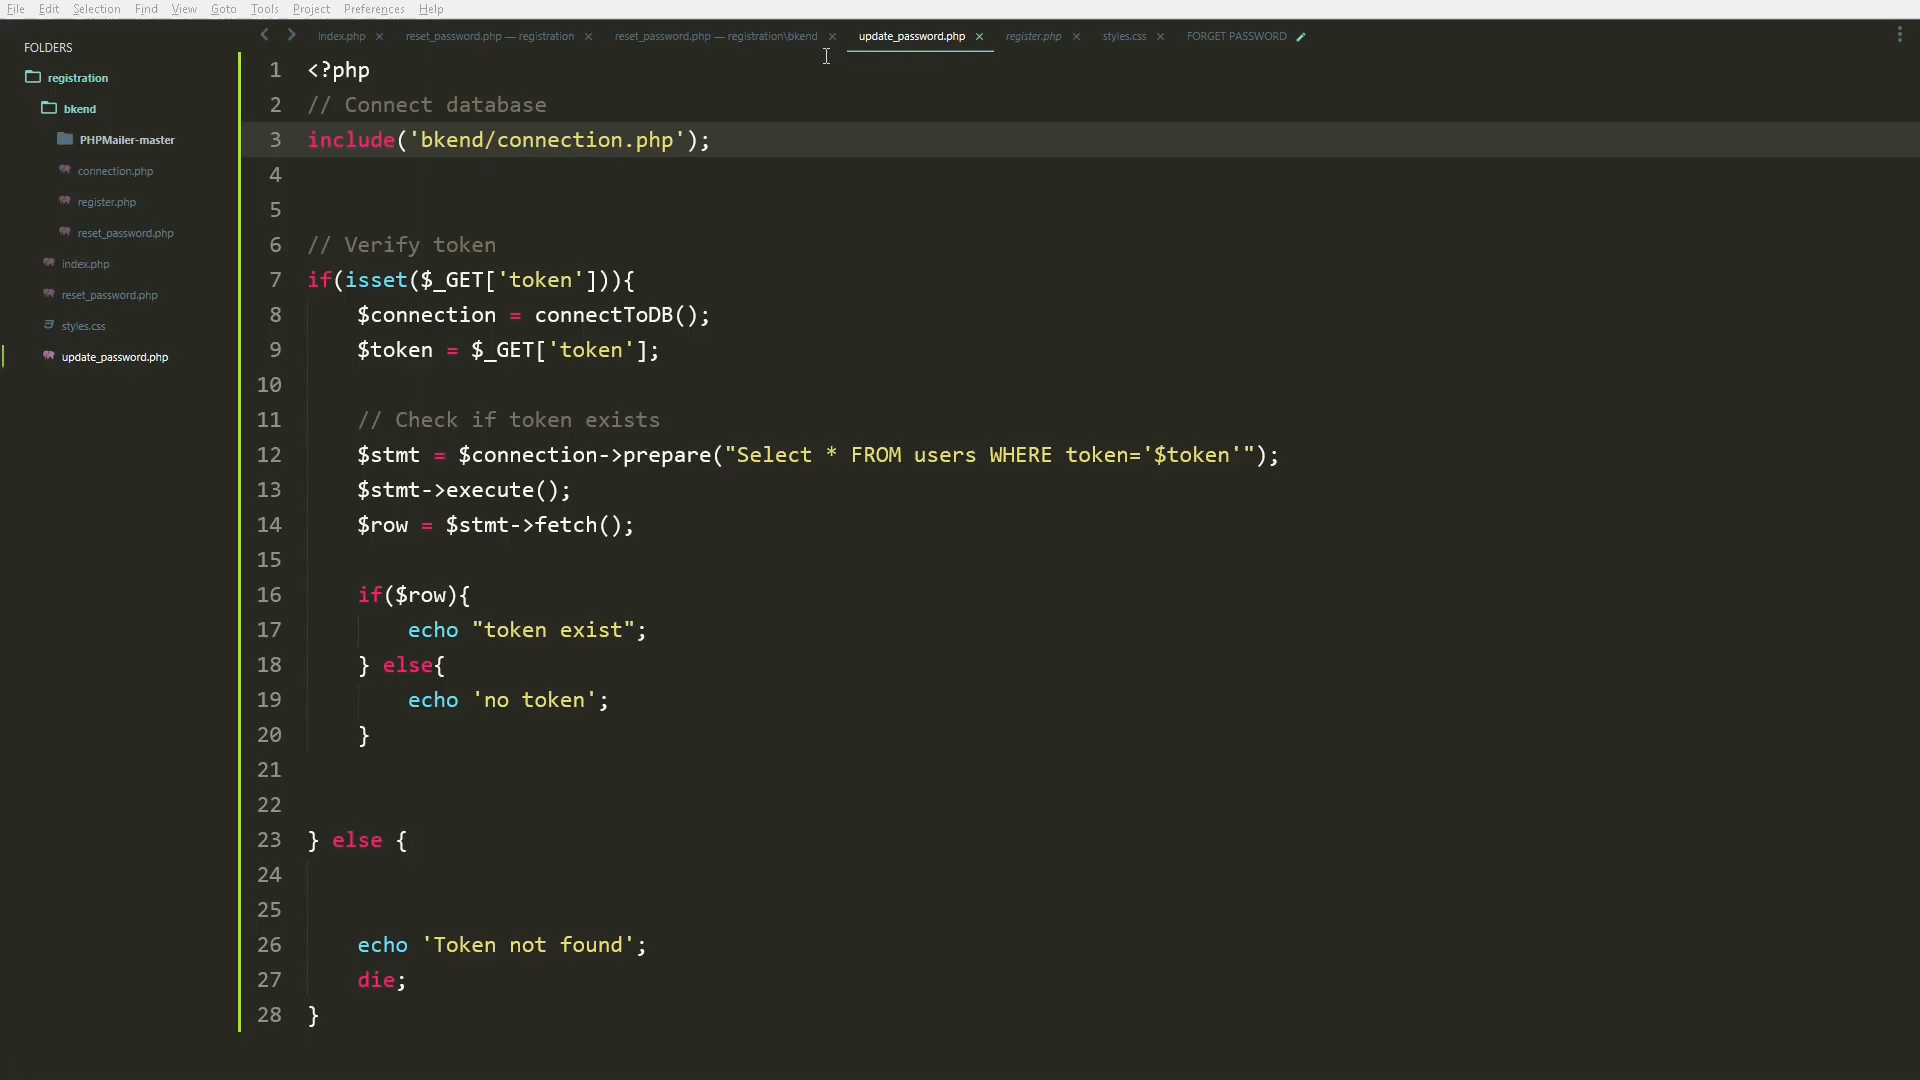 File Edit Selection Find View Goto Tools Project Preferences Help
FOLDERS
registration
bkend
PHPMailer-master
connection.php
register.php
reset_password.php
index.php
reset_password.php
styles.css
update_password.php
index.php × reset_password.php — registration × reset_password.php — registration\bkend × update_password.php × register.php × styles.css × FORGET PASSWORD
1 <?php
2 // Connect database
3 include('bkend/connection.php');
4
5
6 // Verify token
7 if(isset($_GET['token'])){
8 $connection = connectToDB();
9 $token = $_GET['token'];
10
11 // Check if token exists
12 $stmt = $connection->prepare("Select * FROM users WHERE token='$token'");
13 $stmt->execute();
14 $row = $stmt->fetch();
15
16 if($row){
17 echo "token exist";
18 } else{
19 echo 'no token';
20 }
21
22
23 } else {
24
25
26 echo 'Token not found';
27 die;
28 }